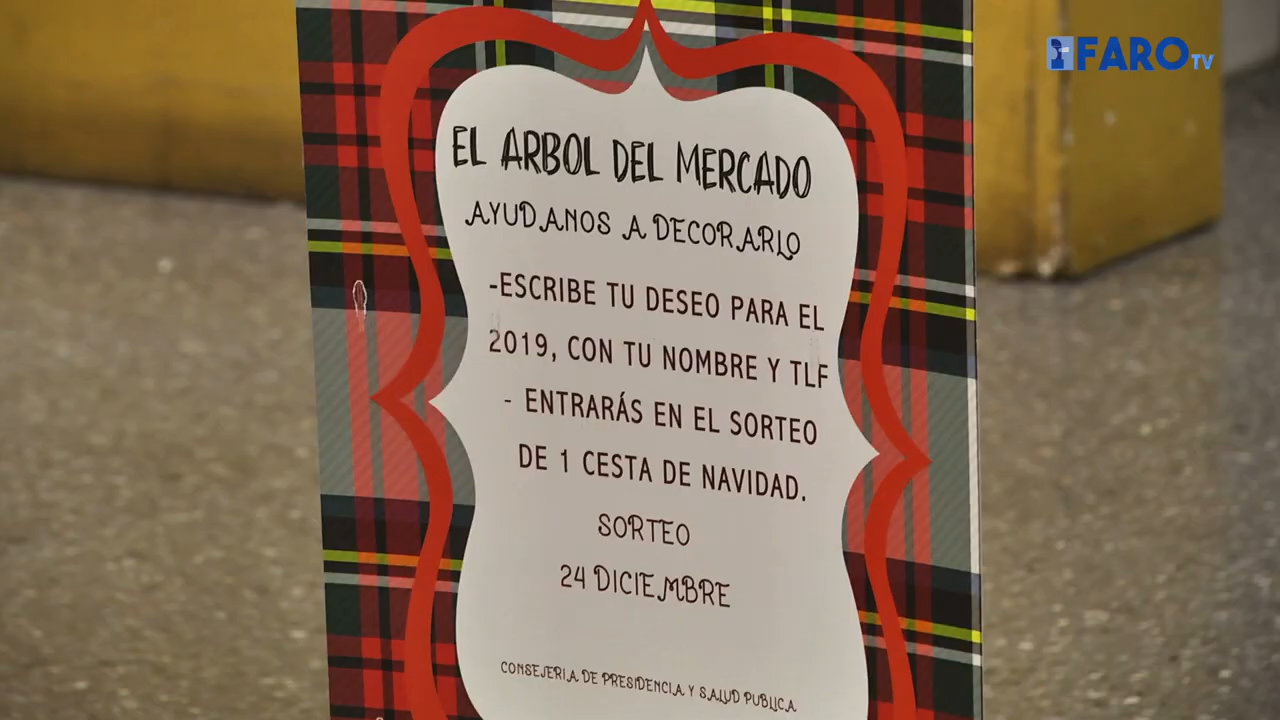 FARO TV
EL ARBOL DEL MERCADO
AYUDANOS A DECORARLO
-ESCRIBE TU DESEO PARA EL
2019, CON TU NOMBRE Y TLF
- ENTRARÁS EN EL SORTEO
DE 1 CESTA DE NAVIDAD.
SORTEO
24 DICIEMBRE
CONSEJERIA DE PRESIDENCIA Y SALUD PUBLICA